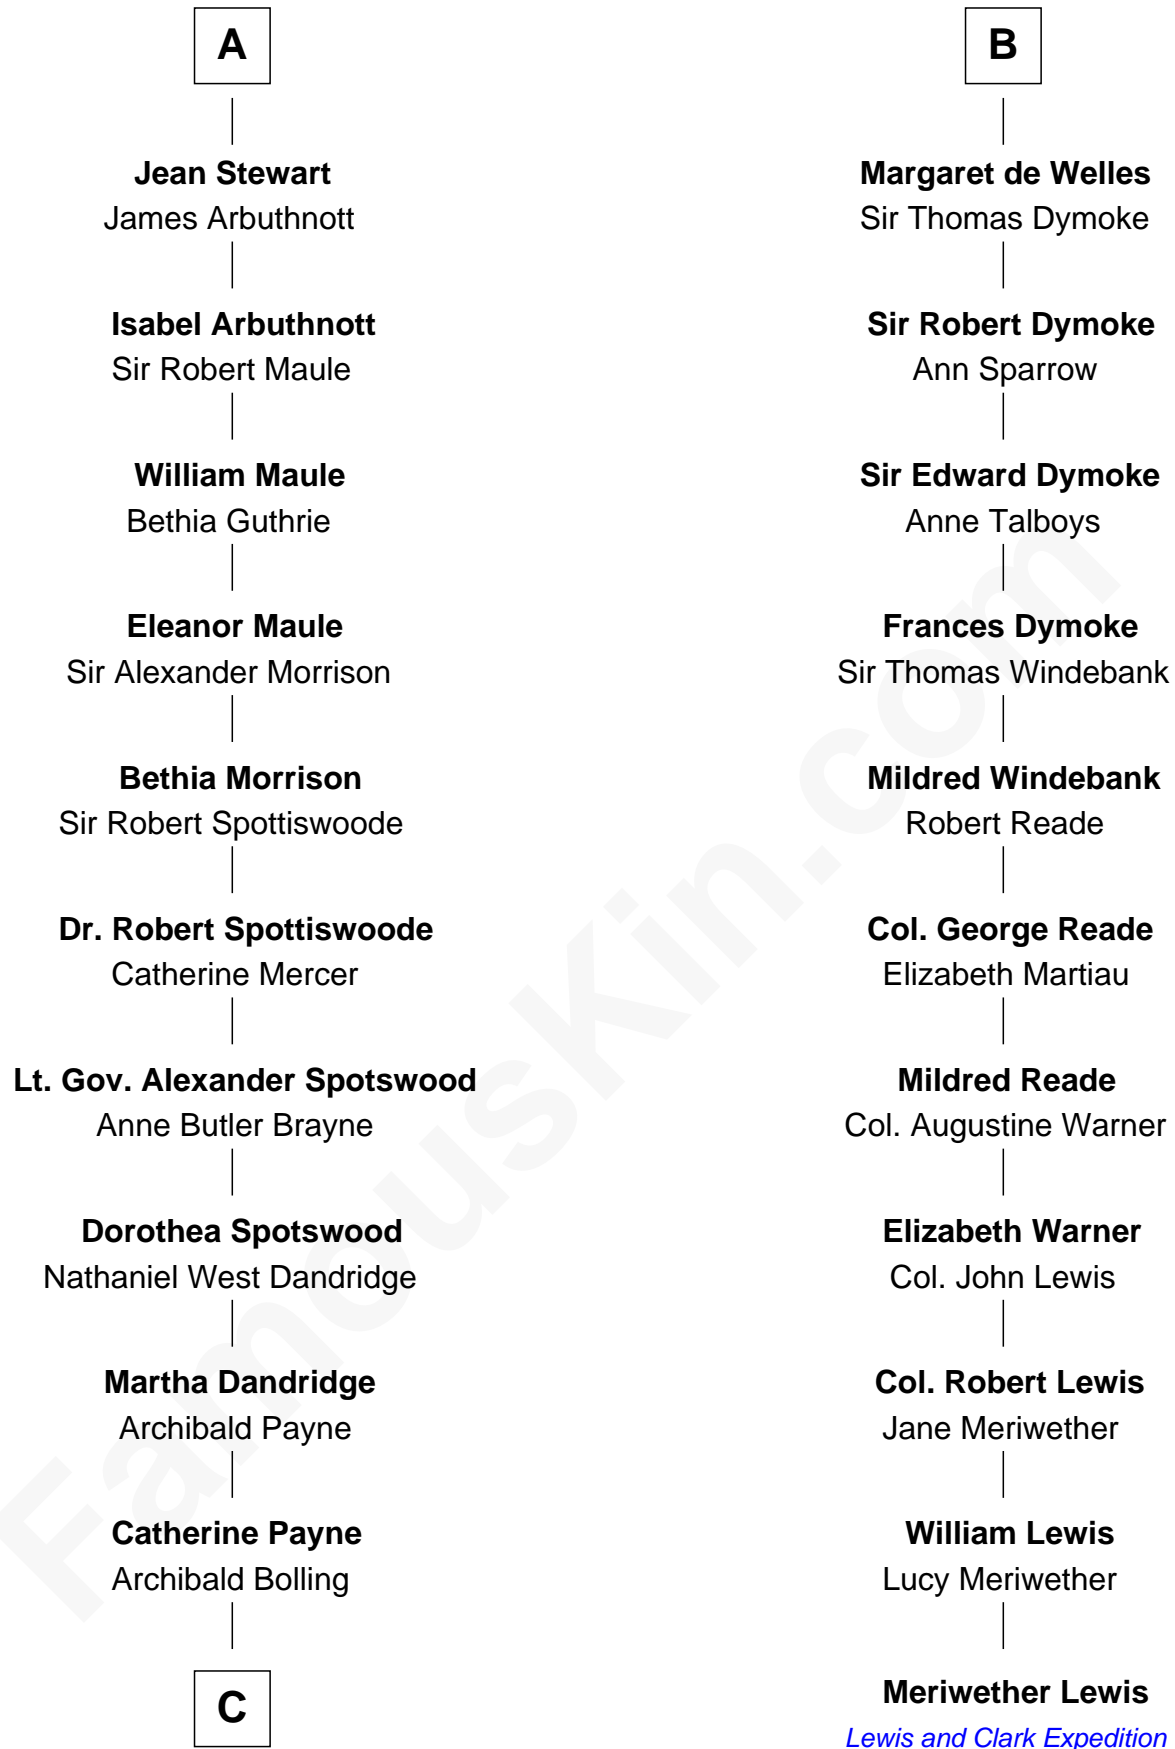 A
Jean Stewart
James Arbuthnott
Isabel Arbuthnott
Sir Robert Maule
William Maule
Bethia Guthrie
Eleanor Maule
Sir Alexander Morrison
Bethia Morrison
Sir Robert Spottiswoode
Dr. Robert Spottiswoode
Catherine Mercer
Lt. Gov. Alexander Spotswood
Anne Butler Brayne
Dorothea Spotswood
Nathaniel West Dandridge
Martha Dandridge
Archibald Payne
Catherine Payne
Archibald Bolling
C
B
Margaret de Welles
Sir Thomas Dymoke
Sir Robert Dymoke
Ann Sparrow
Sir Edward Dymoke
Anne Talboys
Frances Dymoke
Sir Thomas Windebank
Mildred Windebank
Robert Reade
Col. George Reade
Elizabeth Martiau
Mildred Reade
Col. Augustine Warner
Elizabeth Warner
Col. John Lewis
Col. Robert Lewis
Jane Meriwether
William Lewis
Lucy Meriwether
Meriwether Lewis
Lewis and Clark Expedition
FamousKin.com